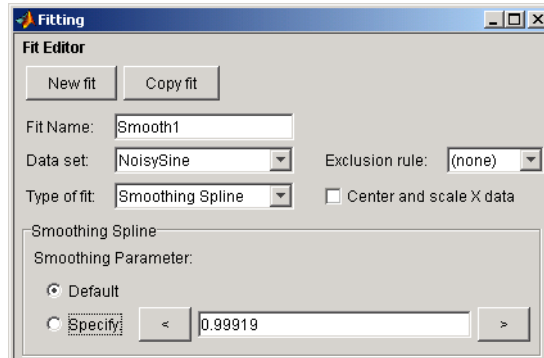 Fitting
Fit Editor
New fit Copy fit
Fit Name: Smooth1
Data set: NoisySine Exclusion rule: (none)
Type of fit: Smoothing Spline Center and scale X data
Smoothing Spline
Smoothing Parameter:
Default
Specify: < 0.99919 >